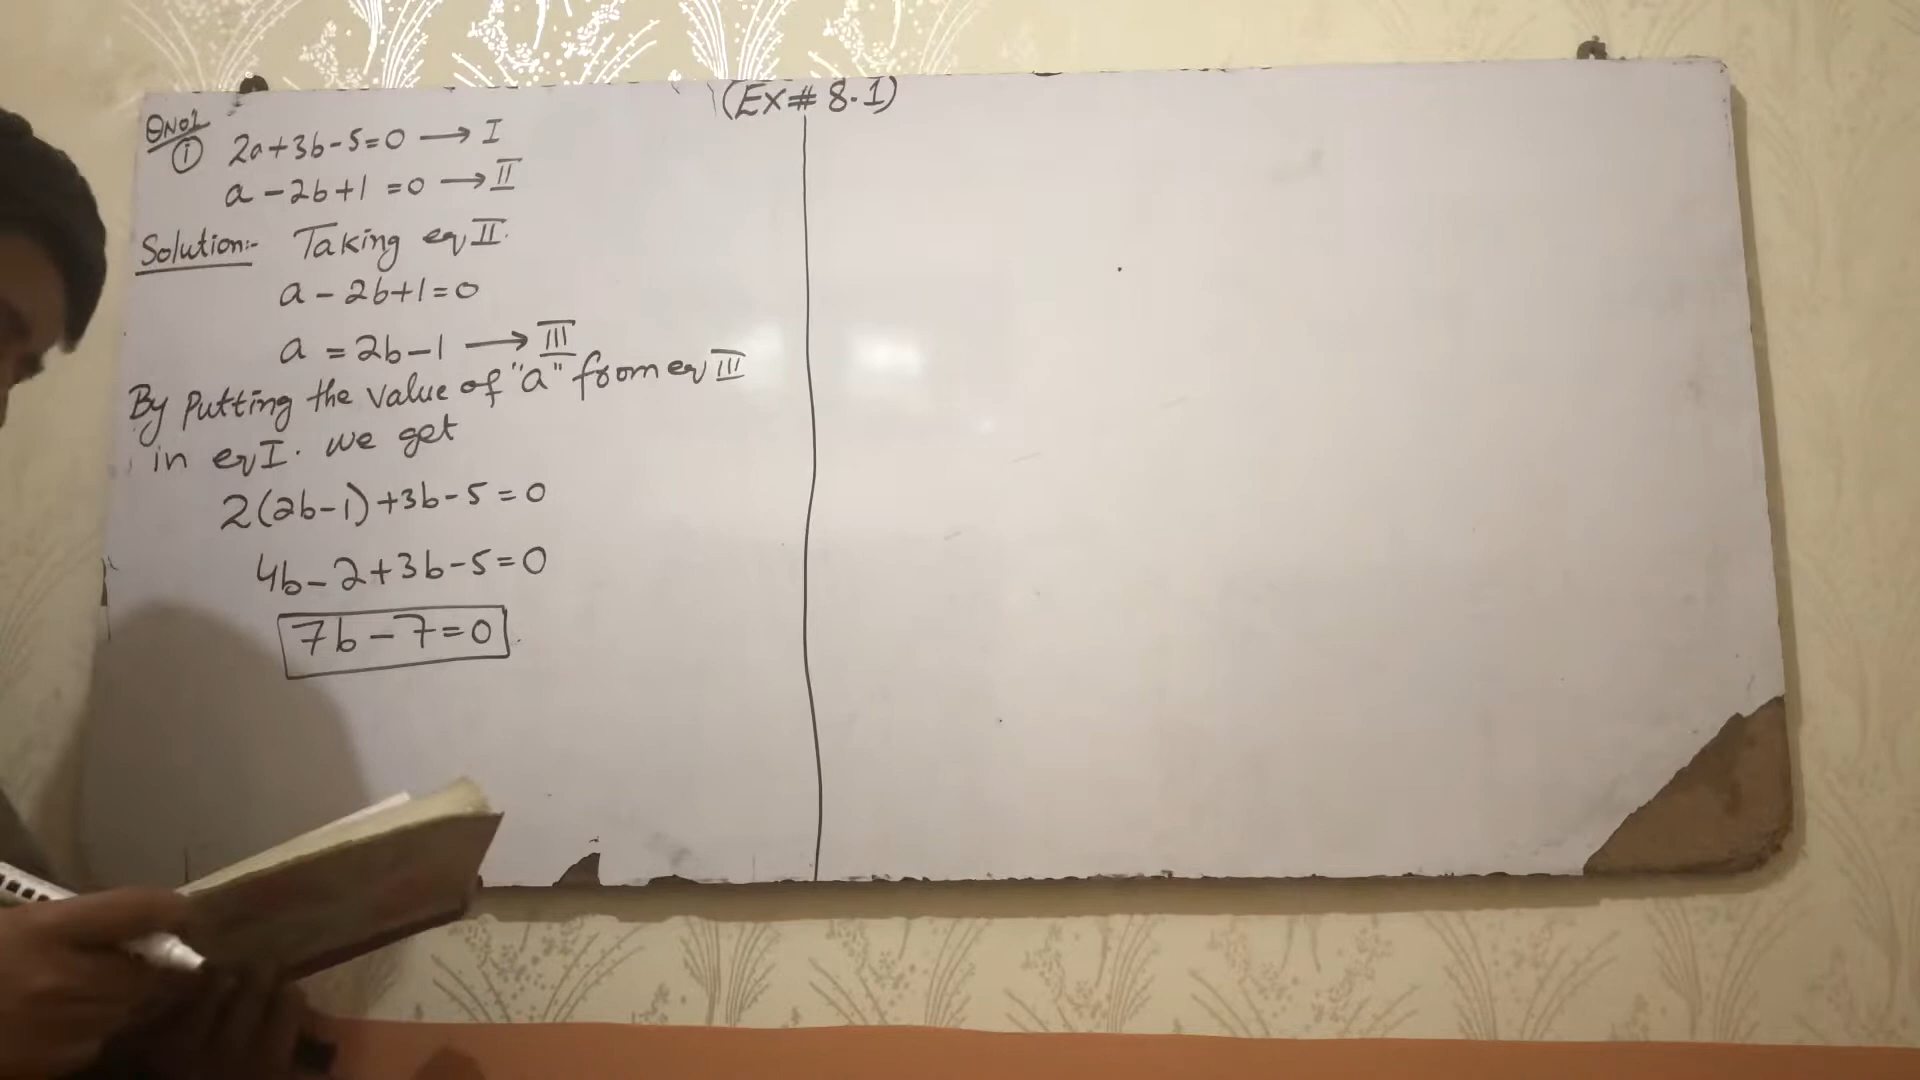 (Ex# 8.1)
QNo1
i 2a+3b-5=0 → I
a-2b+1=0 → II
Solution:- Taking eq II.
a-2b+1=0
a=2b-1 → III
By Putting the value of "a" from eq III
in eq I. we get
2(2b-1)+3b-5=0
4b-2+3b-5=0
7b-7=0